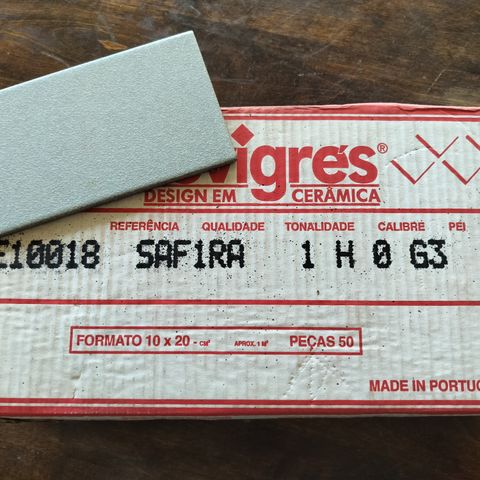 vigrés®
DESIGN EM CERÂMICA
REFERÊNCIA QUALIDADE TONALIDADE CALIBRE PEI
E10018 SAFIRA 1 H 0 G3
FORMATO 10 x 20 - CM² APROX. 1 M² PEÇAS 50
MADE IN PORTUG